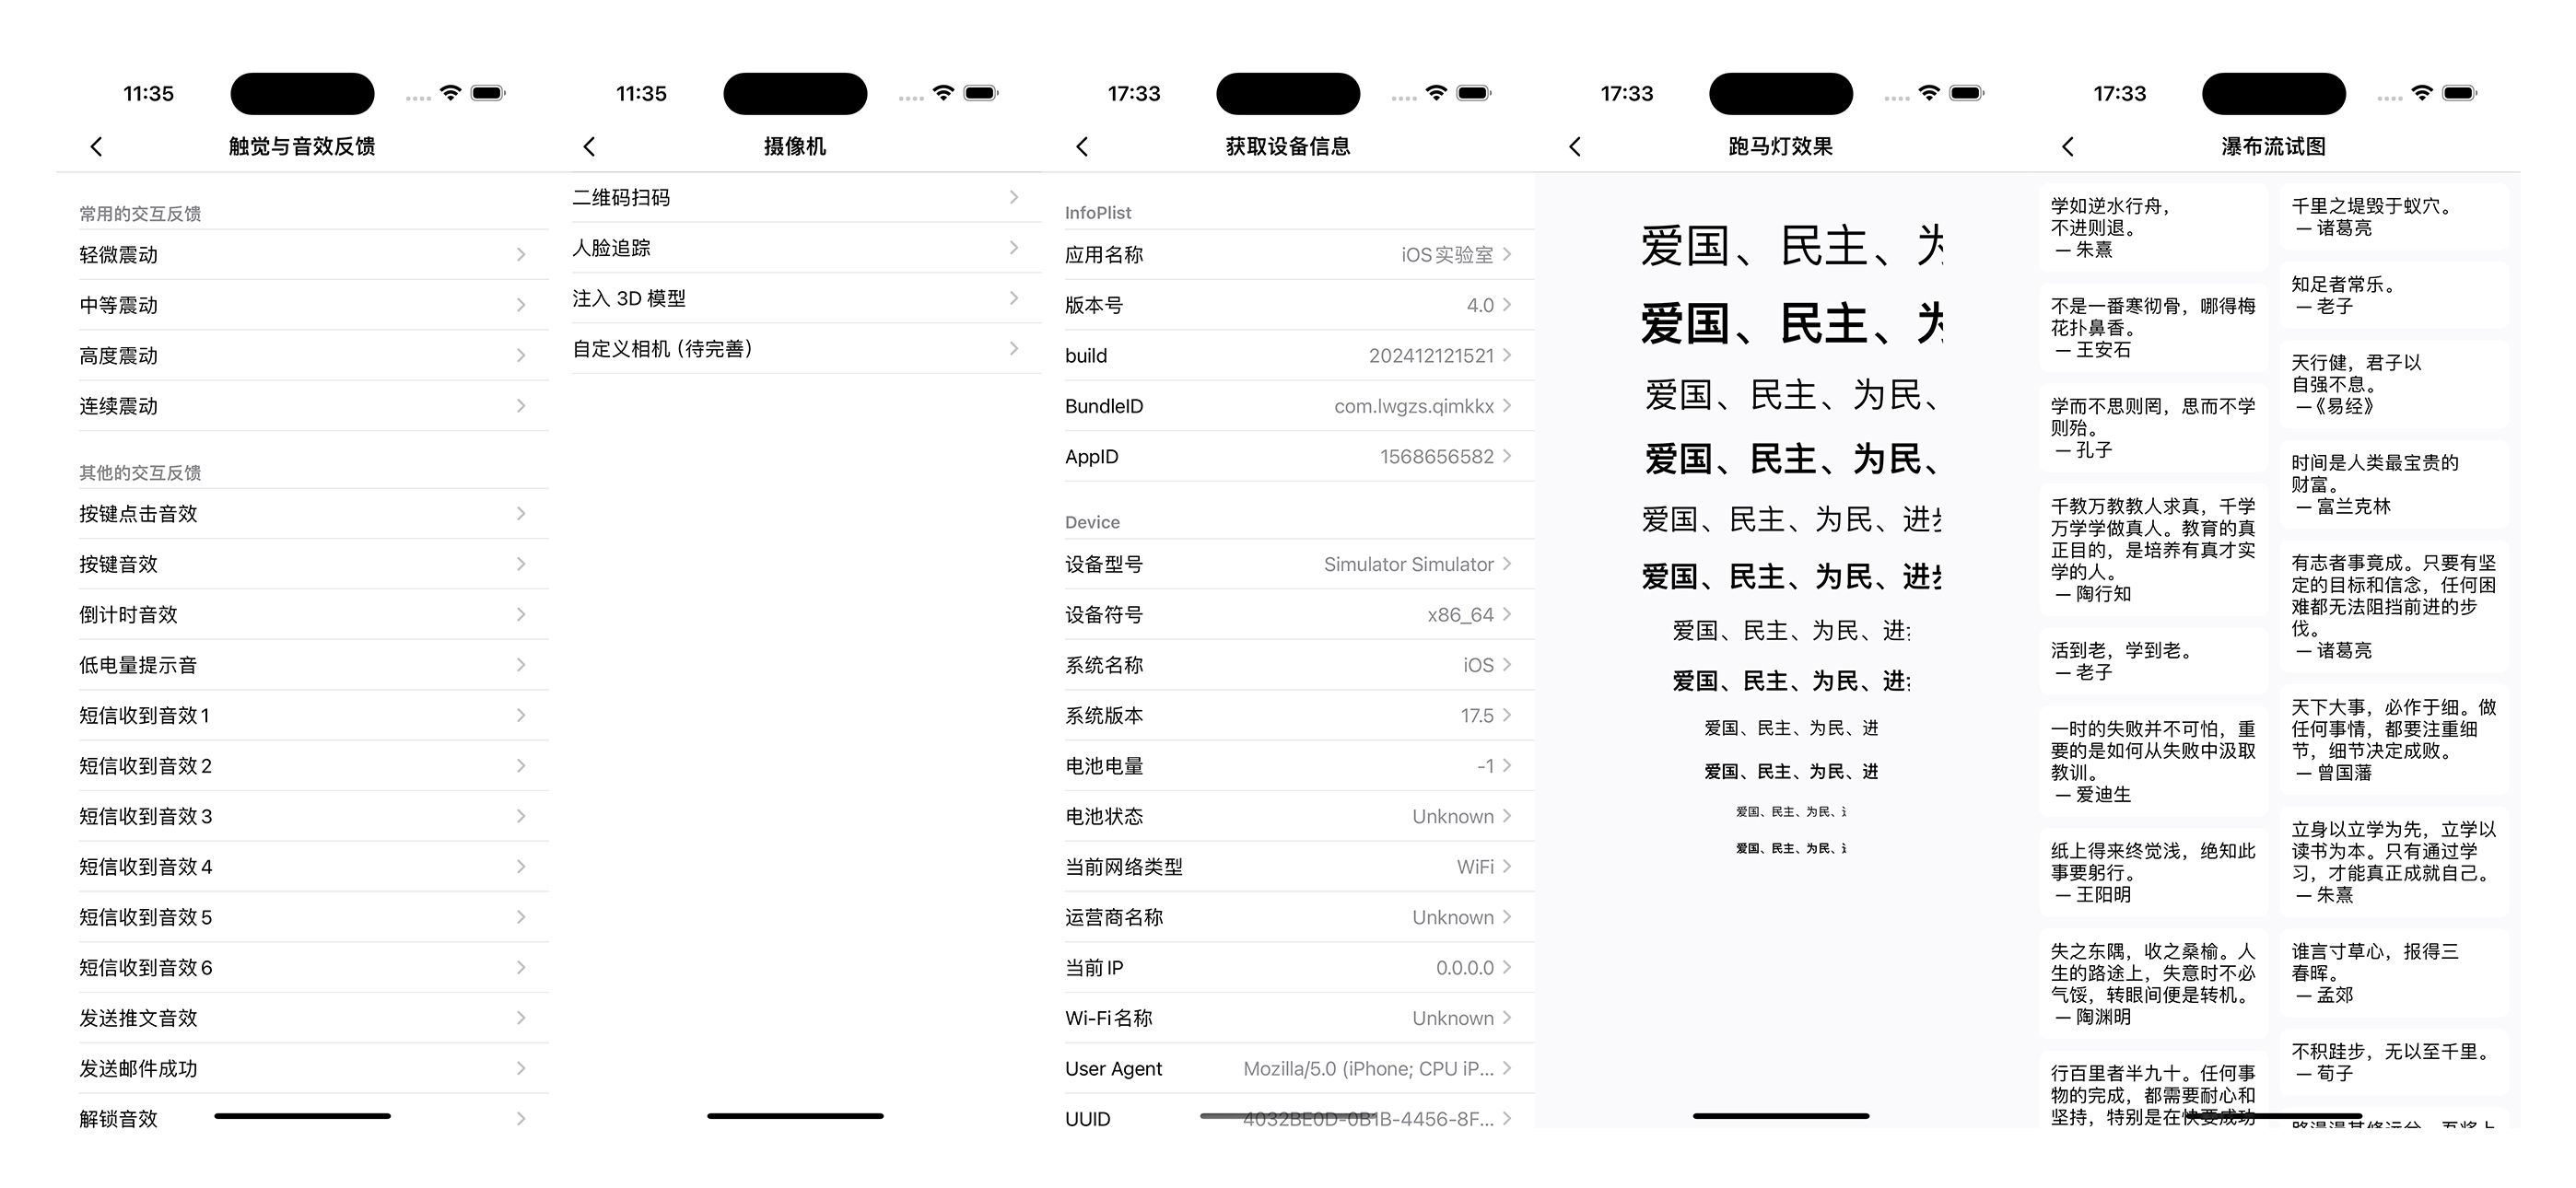 11:35
触觉与音效反馈
常用的交互反馈
轻微震动
中等震动
高度震动
连续震动
其他的交互反馈
按键点击音效
按键音效
倒计时音效
低电量提示音
短信收到音效1
短信收到音效2
短信收到音效3
短信收到音效4
短信收到音效5
短信收到音效6
发送推文音效
发送邮件成功
解锁音效
11:35
摄像机
二维码扫码
人脸追踪
注入 3D 模型
自定义相机（待完善）
17:33
获取设备信息
InfoPlist
应用名称 iOS实验室
版本号 4.0
build 202412121521
BundleID com.lwgzs.qimkkx
AppID 1568656582
Device
设备型号 Simulator Simulator
设备符号 x86_64
系统名称 iOS
系统版本 17.5
电池电量 -1
电池状态 Unknown
当前网络类型 WiFi
运营商名称 Unknown
当前IP 0.0.0.0
Wi-Fi名称 Unknown
User Agent Mozilla/5.0 (iPhone; CPU iP...
UUID 4032BE0D-0B1B-4456-8F...
17:33
跑马灯效果
爱国、民主、为
爱国、民主、为
爱国、民主、为民、
爱国、民主、为民、
爱国、民主、为民、进步
爱国、民主、为民、进步
爱国、民主、为民、进
爱国、民主、为民、进
爱国、民主、为民、进
爱国、民主、为民、进
爱国、民主、为民、
爱国、民主、为民、
17:33
瀑布流试图
学如逆水行舟，
不进则退。
— 朱熹
不是一番寒彻骨，哪得梅
花扑鼻香。
— 王安石
学而不思则罔，思而不学
则殆。
— 孔子
千教万教教人求真，千学
万学学做真人。教育的真
正目的，是培养有真才实
学的人。
— 陶行知
活到老，学到老。
— 老子
一时的失败并不可怕，重
要的是如何从失败中汲取
教训。
— 爱迪生
纸上得来终觉浅，绝知此
事要躬行。
— 王阳明
失之东隅，收之桑榆。人
生的路途上，失意时不必
气馁，转眼间便是转机。
— 陶渊明
行百里者半九十。任何事
物的完成，都需要耐心和
坚持，特别是在快要成功
千里之堤毁于蚁穴。
— 诸葛亮
知足者常乐。
— 老子
天行健，君子以
自强不息。
—《易经》
时间是人类最宝贵的
财富。
— 富兰克林
有志者事竟成。只要有坚
定的目标和信念，任何困
难都无法阻挡前进的步
伐。
— 诸葛亮
天下大事，必作于细。做
任何事情，都要注重细
节，细节决定成败。
— 曾国藩
立身以立学为先，立学以
读书为本。只有通过学
习，才能真正成就自己。
— 朱熹
谁言寸草心，报得三
春晖。
— 孟郊
不积跬步，无以至千里。
— 荀子